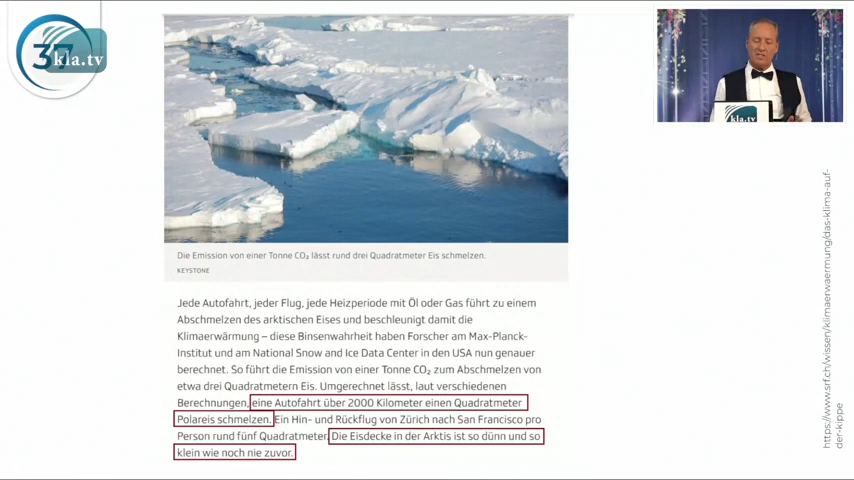 37
kla.tv
kla.tv
Die Emission von einer Tonne CO₂ lässt rund drei Quadratmeter Eis schmelzen.
KEYSTONE
Jede Autofahrt, jeder Flug, jede Heizperiode mit Öl oder Gas führt zu einem
Abschmelzen des arktischen Eises und beschleunigt damit die
Klimaerwärmung – diese Binsenwahrheit haben Forscher am Max-Planck-
Institut und am National Snow and Ice Data Center in den USA nun genauer
berechnet. So führt die Emission von einer Tonne CO₂ zum Abschmelzen von
etwa drei Quadratmetern Eis. Umgerechnet lässt, laut verschiedenen
Berechnungen, eine Autofahrt über 2000 Kilometer einen Quadratmeter
Polareis schmelzen. Ein Hin- und Rückflug von Zürich nach San Francisco pro
Person rund fünf Quadratmeter. Die Eisdecke in der Arktis ist so dünn und so
klein wie noch nie zuvor.
https://www.srf.ch/wissen/klimaerwaermung/das-klima-auf-
der-kippe